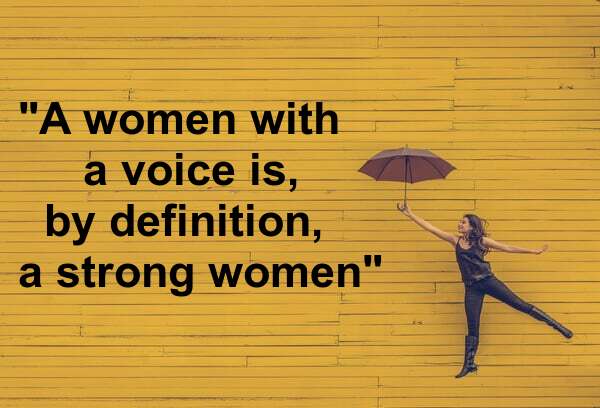 "A women with
a voice is,
by definition,
a strong women"